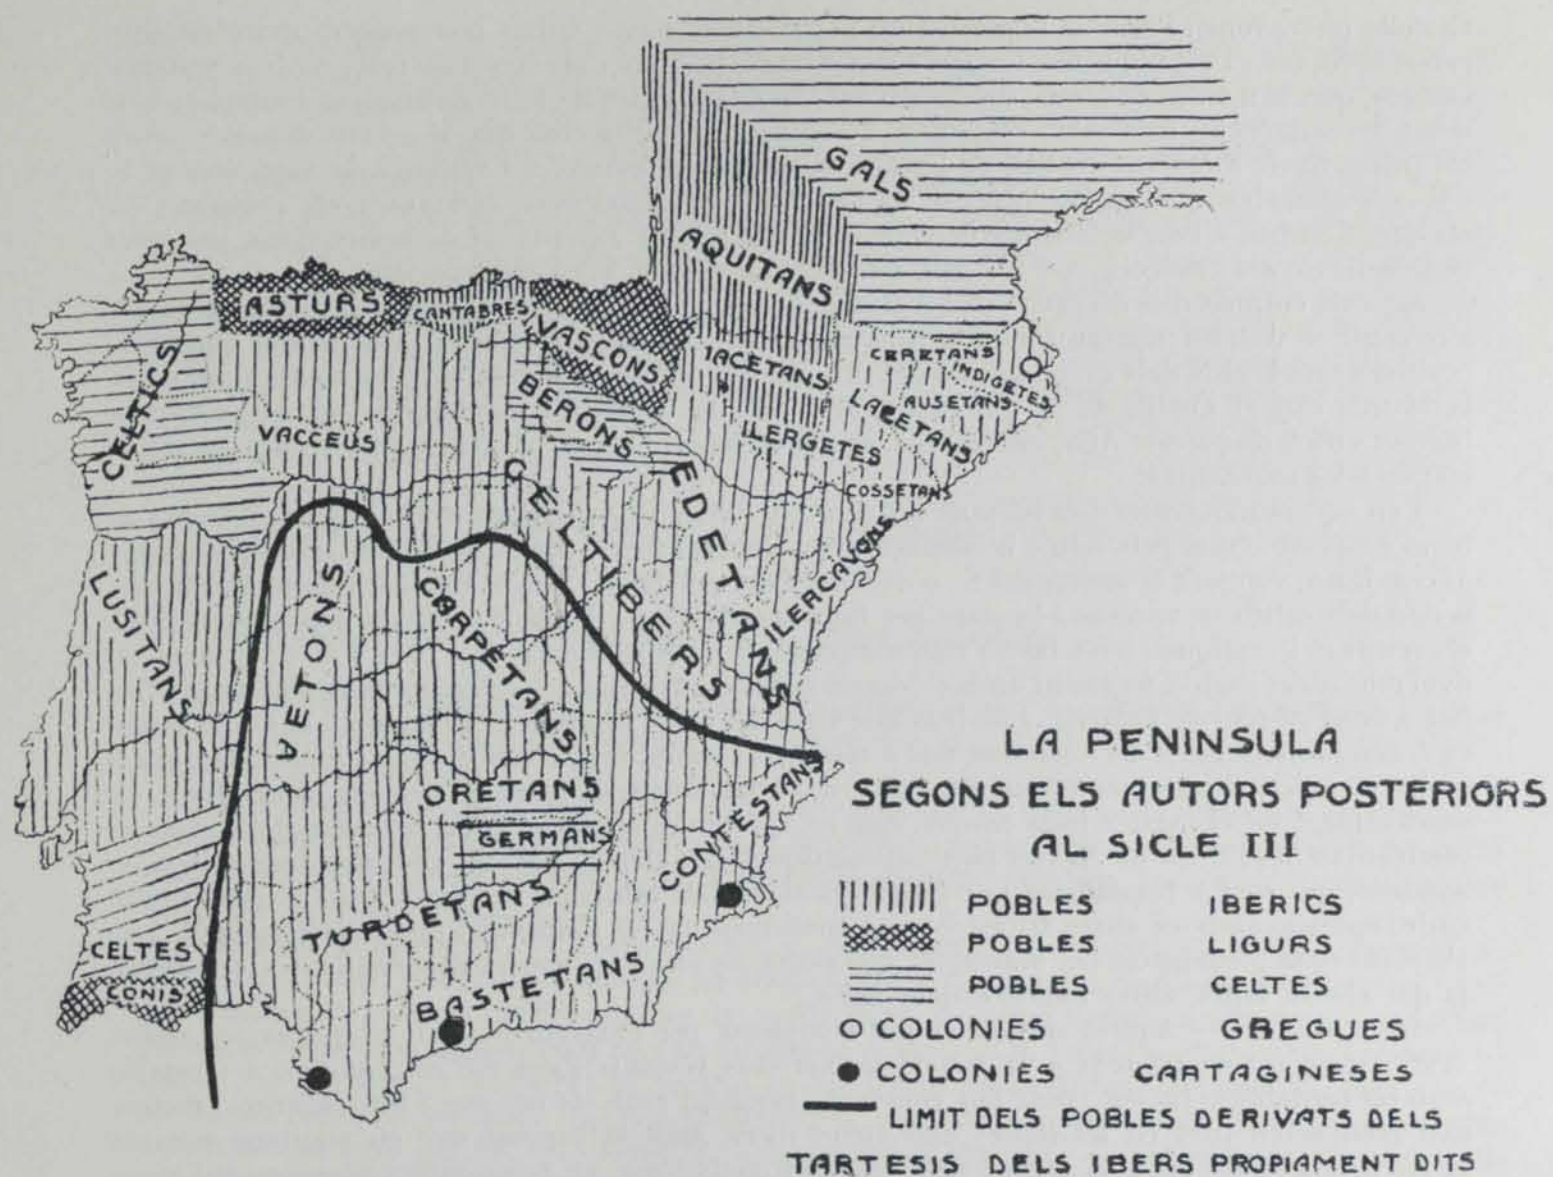 GALS
AQUITANS
ASTURS
CANTABRES
VASCONS
IACETANS
CERETANS
INDIGETES
CELTICS
BERONS
AUSETANS
LACETANS
VACCEUS
ILERGETES
COSSETANS
EDETANS
CELTIBERS
ILERCAVONS
LUSITANS
VETONS
CARPETANS
ORETANS
GERMANS
CONTESTANS
TURDETANS
CELTES
BASTETANS
CONIS
LA PENINSULA
SEGONS ELS AUTORS POSTERIORS
AL SICLE III
POBLES IBERICS
POBLES LIGURS
POBLES CELTES
COLONIES GREGUES
COLONIES CARTAGINESES
LIMIT DELS POBLES DERIVATS DELS
TARTESIS DELS IBERS PROPIAMENT DITS